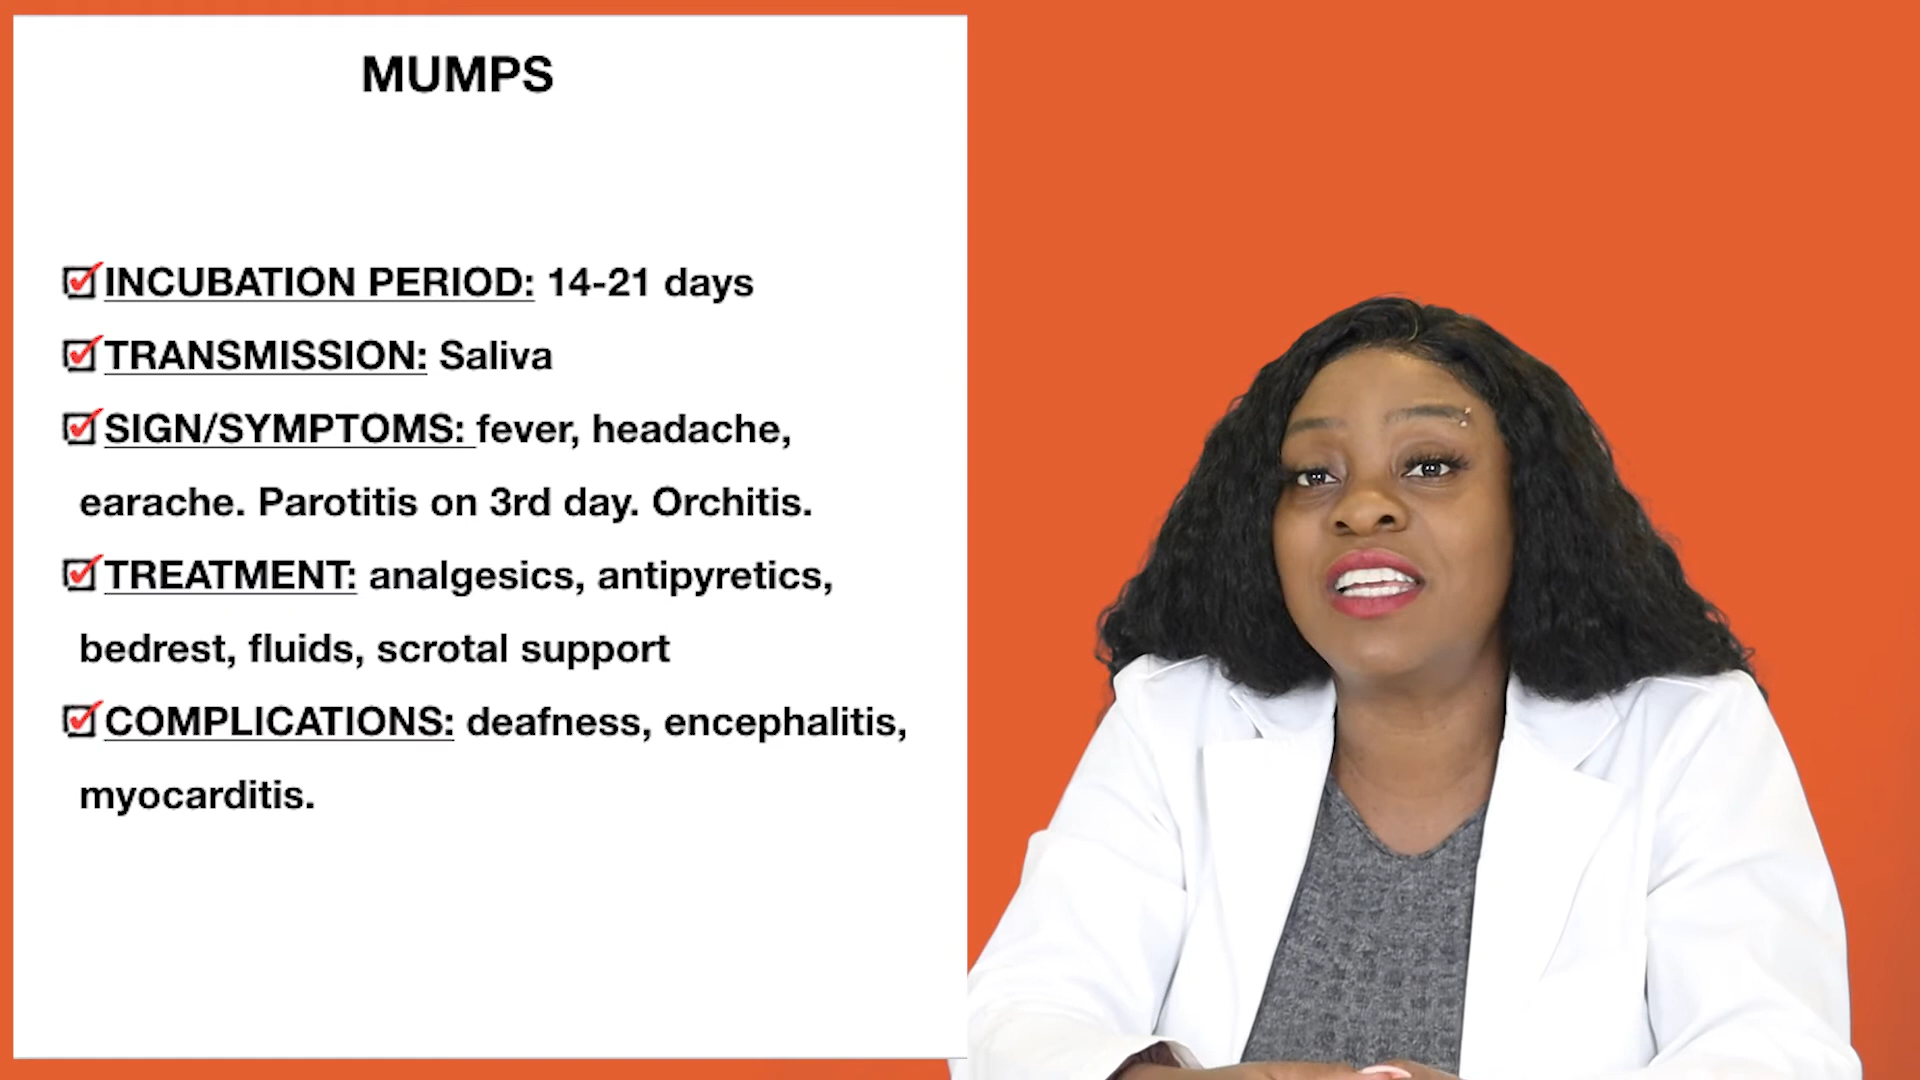 MUMPS
INCUBATION PERIOD: 14-21 days
TRANSMISSION: Saliva
SIGN/SYMPTOMS: fever, headache,
earache. Parotitis on 3rd day. Orchitis.
TREATMENT: analgesics, antipyretics,
bedrest, fluids, scrotal support
COMPLICATIONS: deafness, encephalitis,
myocarditis.